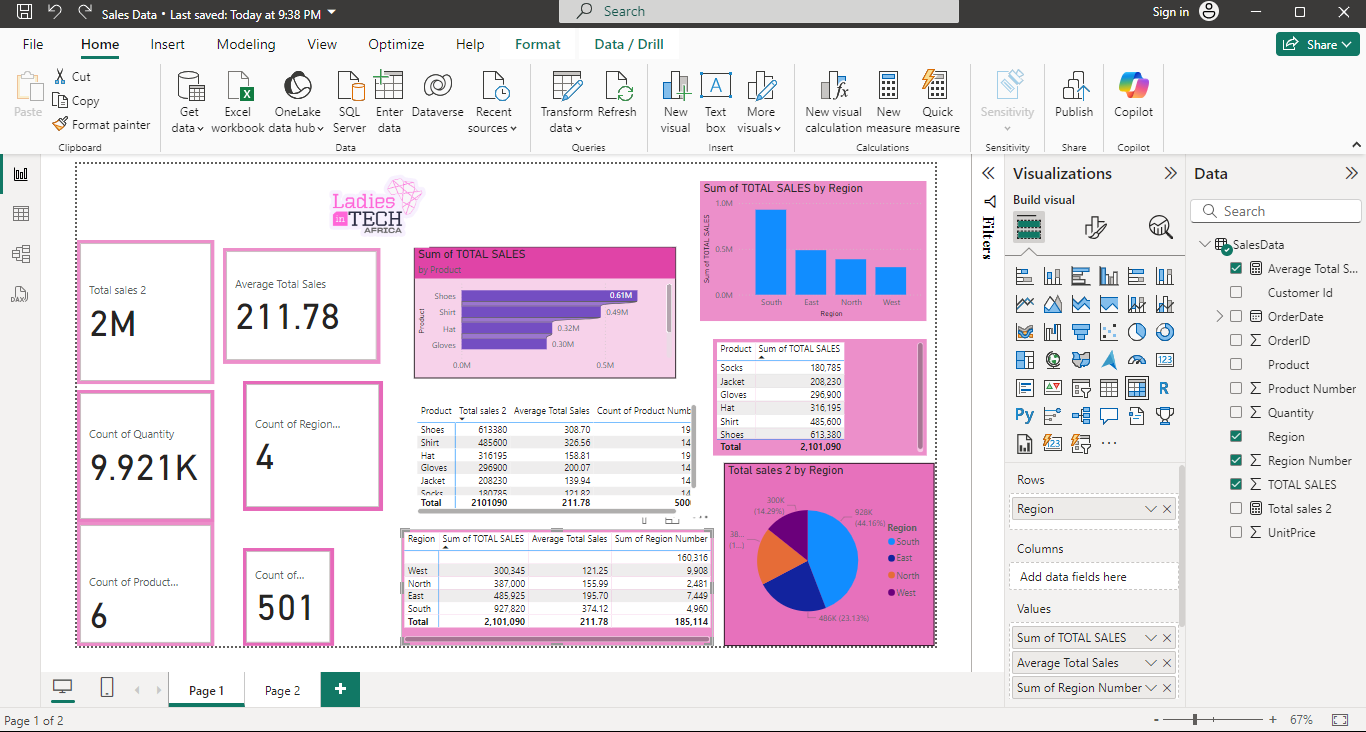 Sales Data • Last saved: Today at 9:38 PM
Search
Sign in
File Home Insert Modeling View Optimize Help Format Data / Drill
Share
Paste
Cut
Copy
Format painter
Get data
Excel workbook
OneLake data hub
SQL Server
Enter data
Dataverse
Recent sources
Transform data
Refresh
New visual
Text box
More visuals
New visual calculation
New measure
Quick measure
Sensitivity
Publish
Copilot
Clipboard
Data
Queries
Insert
Calculations
Sensitivity
Share
Copilot
Ladies
in TECH
AFRICA
Total sales 2
2M
Average Total Sales
211.78
Count of Quantity
9.921K
Count of Region...
4
Count of Product...
6
Count of...
501
Sum of TOTAL SALES
by Product
Product
Shoes 0.61M
Shirt 0.49M
Hat 0.32M
Gloves 0.30M
0.0M 0.5M
Product Total sales 2 Average Total Sales Count of Product Numb
Shoes 613380 308.70 19
Shirt 485600 326.56 14
Hat 316195 158.81 19
Gloves 296900 200.07 14
Jacket 208230 139.94 14
Socks 180785 121.82 14
Total 2101090 211.78 500
Region Sum of TOTAL SALES Average Total Sales Sum of Region Number
160,316
West 300,345 121.25 9,908
North 387,000 155.99 2,481
East 485,925 195.70 7,449
South 927,820 374.12 4,960
Total 2,101,090 211.78 185,114
Sum of TOTAL SALES by Region
Sum of TOTAL SALES
1.0M
0.5M
0.0M
South East North West
Region
Product Sum of TOTAL SALES
Socks 180,785
Jacket 208,230
Gloves 296,900
Hat 316,195
Shirt 485,600
Shoes 613,380
Total 2,101,090
Total sales 2 by Region
300K
(14.29%)
928K
(44.16%)
38...
(1...)
486K (23.13%)
Region
South
East
North
West
Filters
Visualizations
Build visual
Rows
Region
Columns
Add data fields here
Values
Sum of TOTAL SALES
Average Total Sales
Sum of Region Number
Data
Search
SalesData
Average Total S...
Customer Id
OrderDate
OrderID
Product
Product Number
Quantity
Region
Region Number
TOTAL SALES
Total sales 2
UnitPrice
Page 1
Page 2
Page 1 of 2
67%